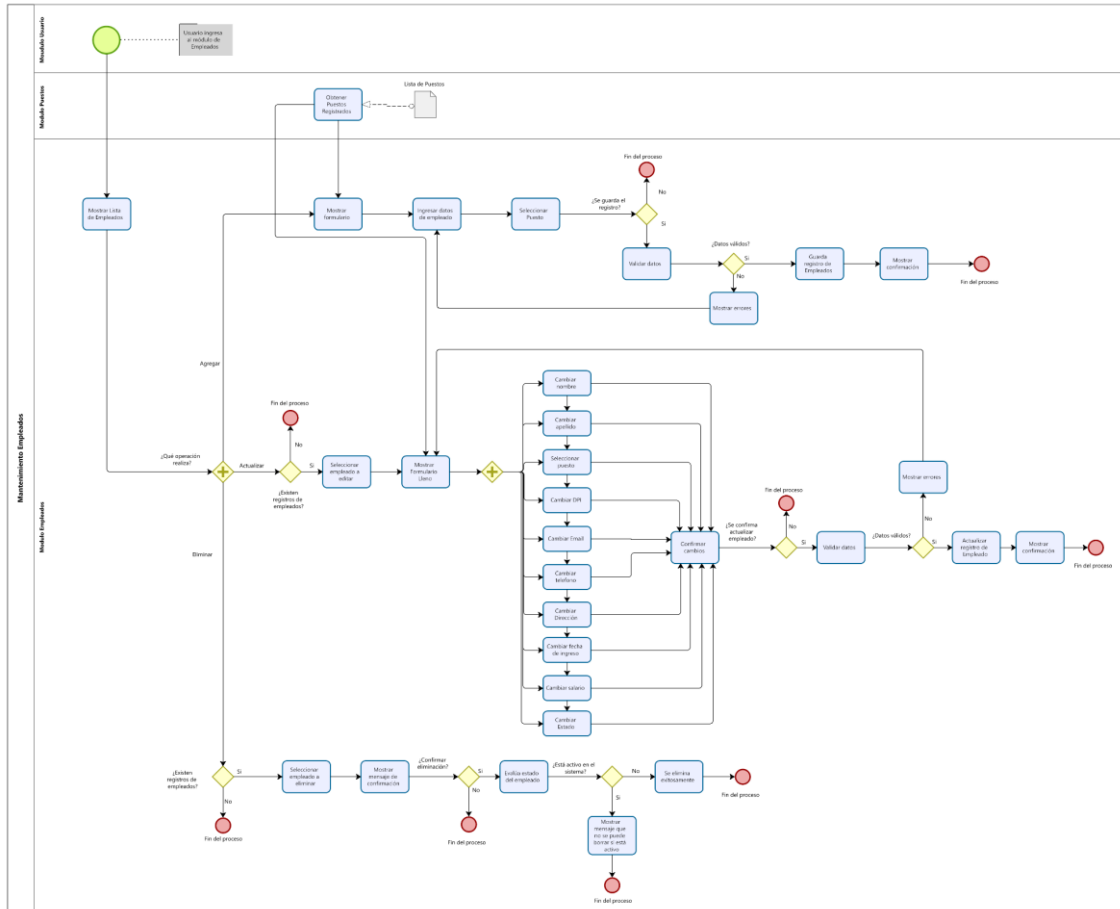 Mantenimiento Empleados
Moudulo Usuario
Usuario ingresa
al módulo de
Empleados
Modulo Puestos
Obtener
Puestos
Registrados
Lista de Puestos
Modulo Empleados
Mostrar Lista
de Empleados
Mostrar
formulario
Ingresar datos
de empleado
Seleccionar
Puesto
¿Se guarda el
registro?
Fin del proceso
No
Si
Validar datos
¿Datos válidos?
Si
No
Mostrar errores
Guarda
registro de
Empleados
Mostrar
confirmación
Fin del proceso
Agregar
¿Qué operación
realiza?
Actualizar
Eliminar
Fin del proceso
No
Si
¿Existen
registros de
empleados?
Seleccionar
empleado a
editar
Mostrar
Formulario
Lleno
Cambiar
nombre
Cambiar
apellido
Seleccionar
puesto
Cambiar DPI
Cambiar Email
Cambiar
telefono
Cambiar
Dirección
Cambiar fecha
de ingreso
Cambiar salario
Cambiar
Estado
Confirmar
cambios
¿Se confirma
actualizar
empleado?
Fin del proceso
No
Si
Validar datos
¿Datos válidos?
Mostrar errores
No
Si
Actualizar
registro de
Empleado
Mostrar
confirmación
Fin del proceso
¿Existen
registros de
empleados?
Si
No
Fin del proceso
Seleccionar
empleado a
eliminar
Mostrar
mensaje de
confirmación
¿Confirmar
eliminación?
Si
No
Fin del proceso
Evalúa estado
del empleado
¿Está activo en el
sistema?
No
Si
Se elimina
exitosamente
Fin del proceso
Mostrar
mensaje que
no se puede
borrar si está
activo
Fin del proceso